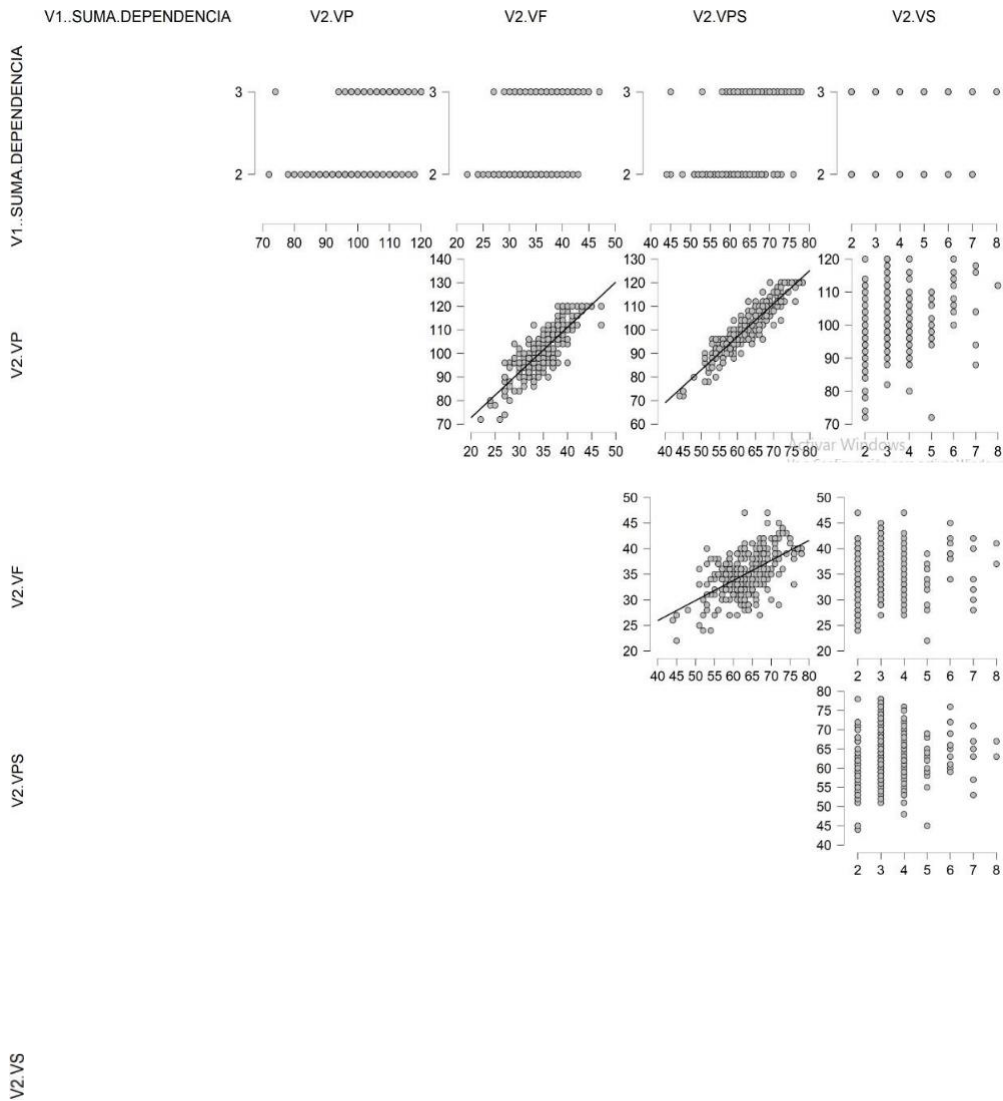 V1..SUMA.DEPENDENCIA V2.VP V2.VF V2.VPS V2.VS
V1..SUMA.DEPENDENCIA
3 3 3 3
2 2 2 2
70 80 90 100 110 120 20 25 30 35 40 45 50 40 45 50 55 60 65 70 75 80 2 3 4 5 6 7 8
V2.VP
140 130 120
130 120 110
120 110 100
110 100 90
100 90 80
90 80 70
80 70
70 60
20 25 30 35 40 45 50 40 45 50 55 60 65 70 75 80 2 3 4 5 6 7 8
Activar Windows
V2.VF
50 50
45 45
40 40
35 35
30 30
25 25
20 20
40 45 50 55 60 65 70 75 80 2 3 4 5 6 7 8
V2.VPS
80
75
70
65
60
55
50
45
40
2 3 4 5 6 7 8
V2.VS